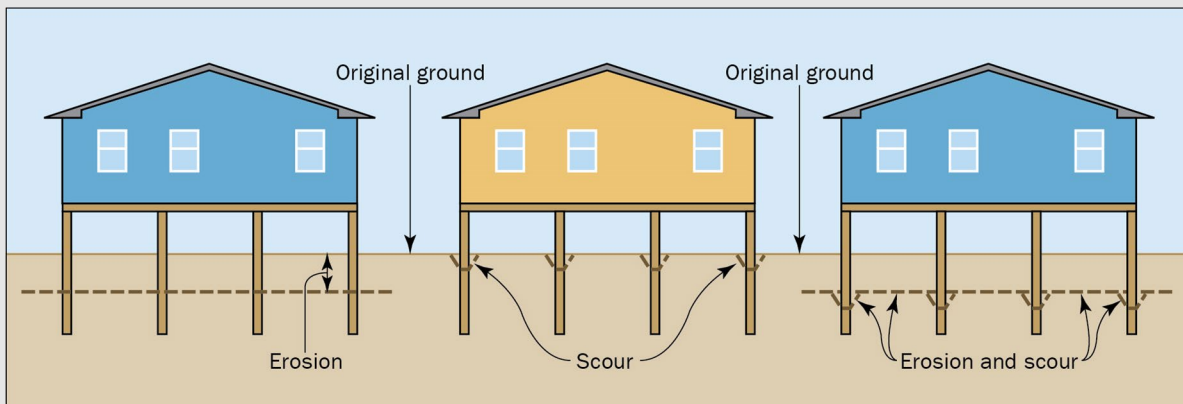 Original ground
Original ground
Erosion
Scour
Erosion and scour